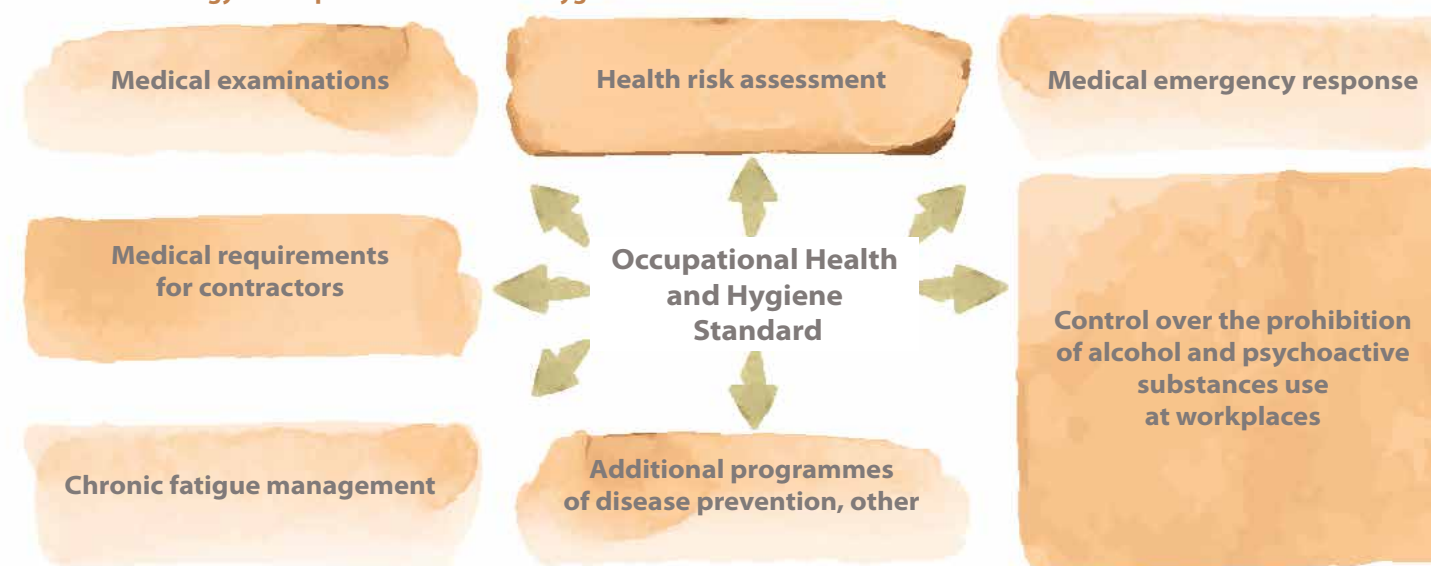 Medical examinations
Health risk assessment
Medical emergency response
Medical requirements
for contractors
Occupational Health
and Hygiene
Standard
Control over the prohibition
of alcohol and psychoactive
substances use
at workplaces
Chronic fatigue management
Additional programmes
of disease prevention, other